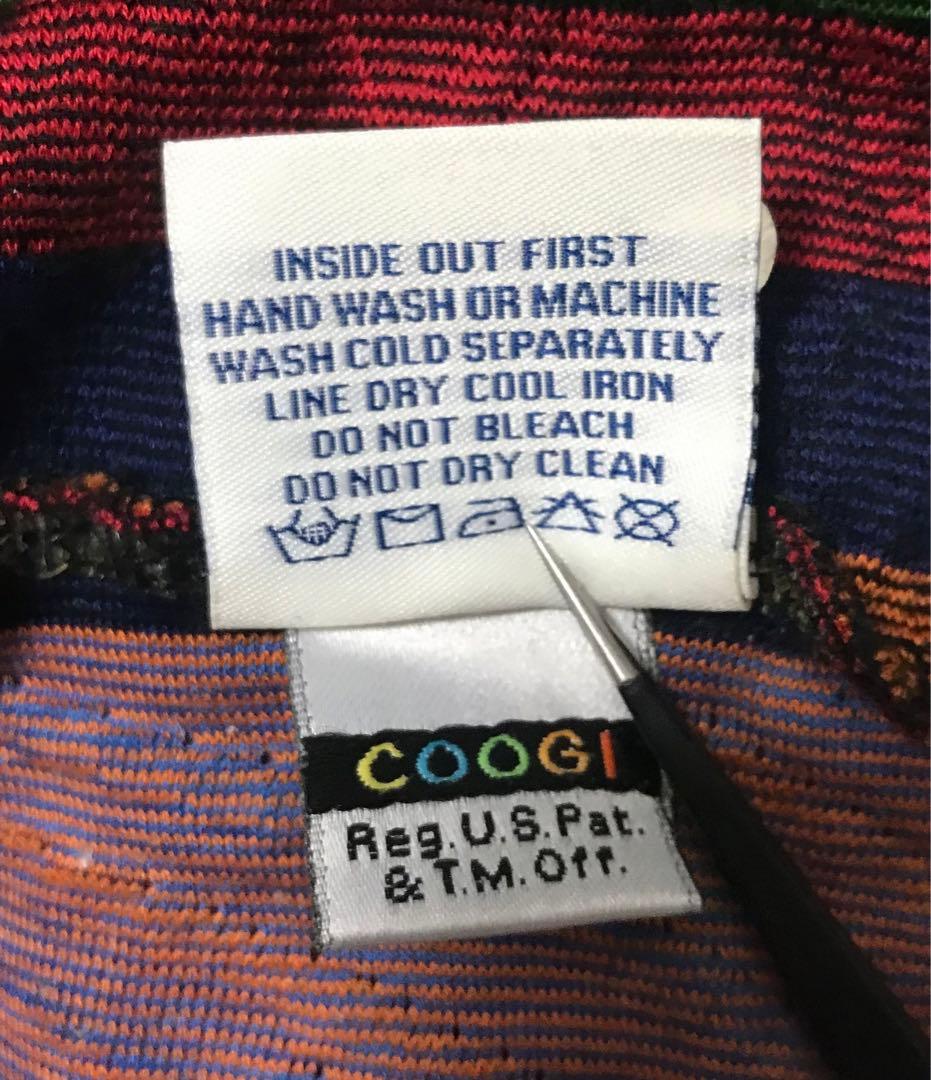 INSIDE OUT FIRST
HAND WASH OR MACHINE
WASH COLD SEPARATELY
LINE DRY COOL IRON
DO NOT BLEACH
DO NOT DRY CLEAN
COOGI
Reg. U.S. Pat.
& T.M. Off.